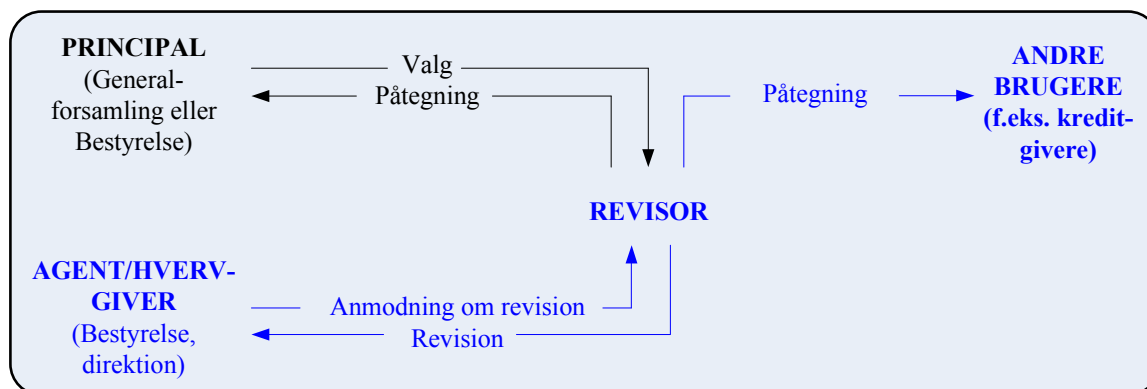 PRINCIPAL
(General-
forsamling eller
Bestyrelse)
Valg
Påtegning
Påtegning
ANDRE
BRUGERE
(f.eks. kredit-
givere)
REVISOR
AGENT/HVERV-
GIVER
(Bestyrelse,
direktion)
Anmodning om revision
Revision